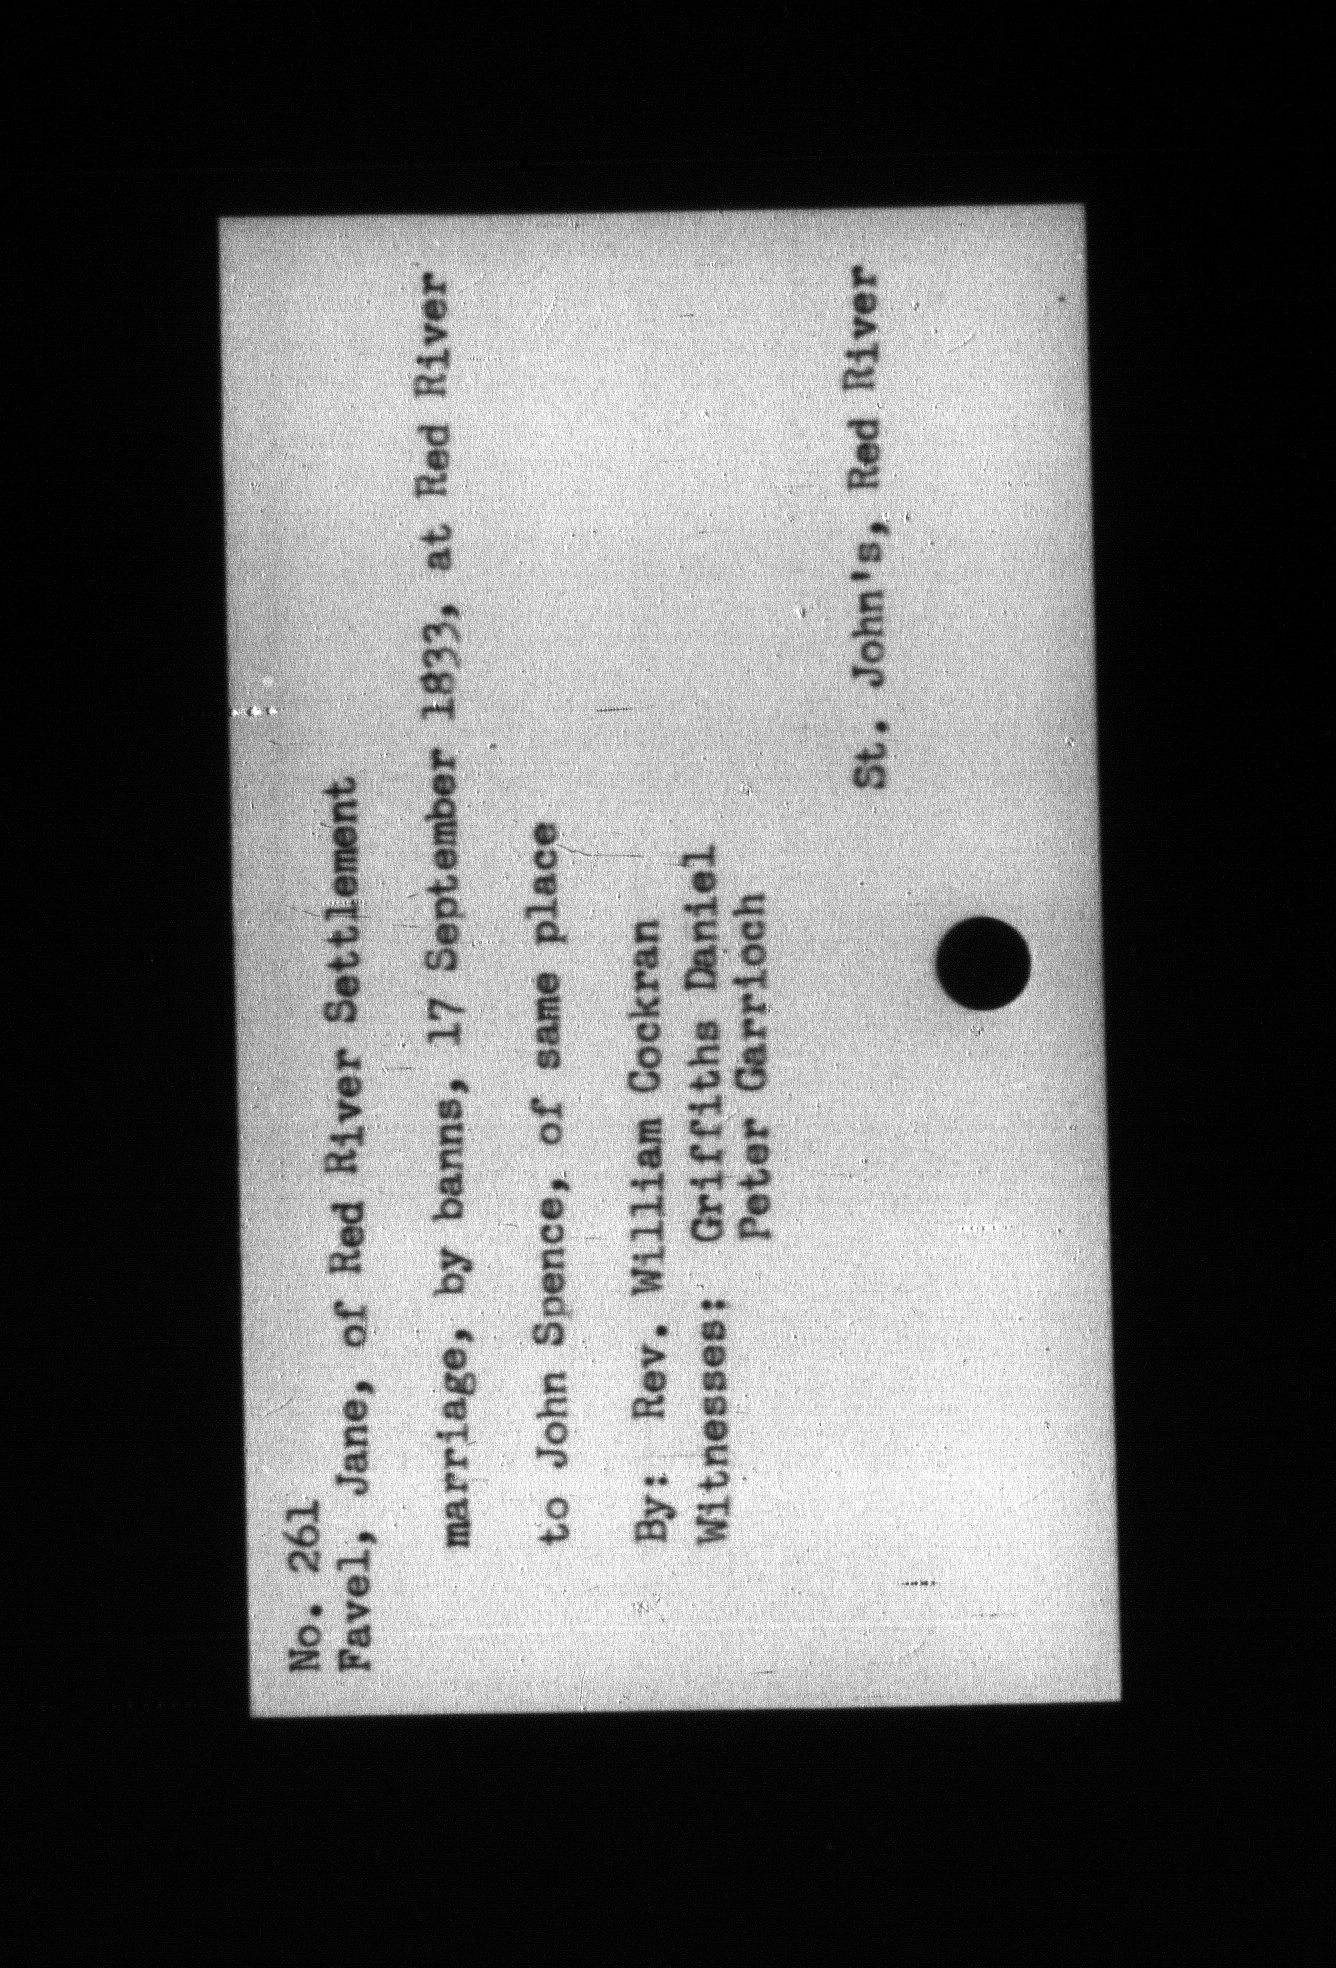 No. 261
Favel, Jane, of Red River Settlement
marriage, by banns, 17 September 1833, at Red River
to John Spence, of same place
By: Rev. William Cockran
Witnesses: Griffiths Daniel
Peter Garrioch
St. John's, Red River